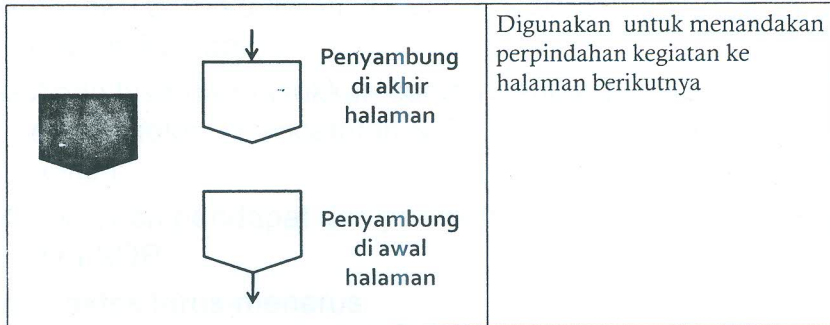 Penyambung
di akhir
halaman
Penyambung
di awal
halaman
Digunakan untuk menandakan
perpindahan kegiatan ke
halaman berikutnya